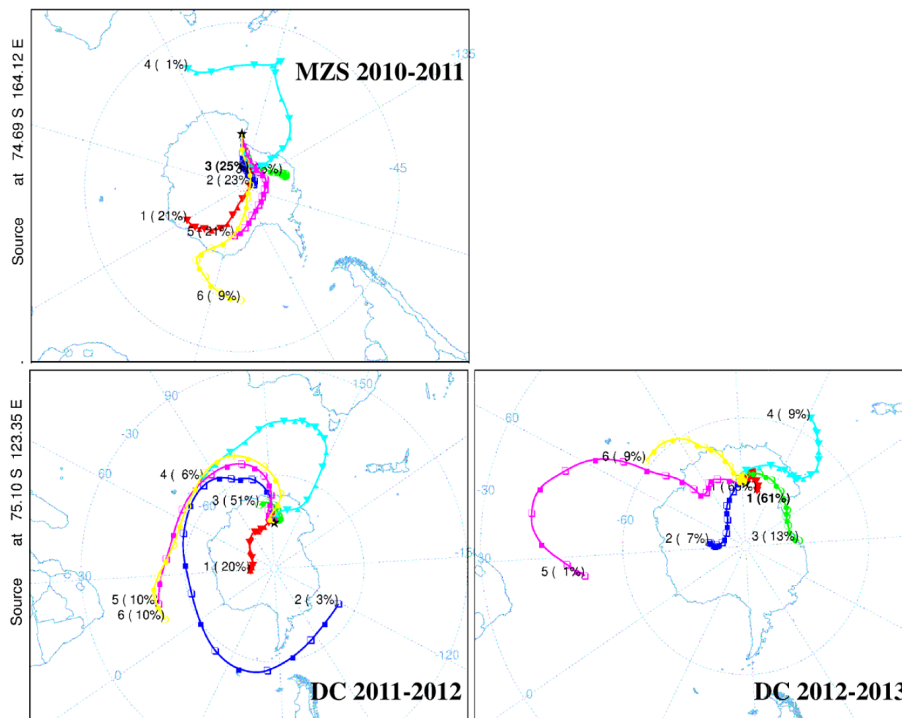 Source at 74.69 S 164.12 E
-135
4 ( 1%)
MZS 2010-2011
3 (25%)
2 (23%)
-45
1 (21%)
5 (21%)
6 ( 9%)
Source at 75.10 S 123.35 E
90
150
-30
-60
4 ( 6%)
3 ( 51%)
1 (20%)
2 ( 3%)
5 (10%)
6 (10%)
0
-120
DC 2011-2012
-60
4 ( 9%)
6 ( 9%)
-30
1 (61%)
-60
2 ( 7%)
3 (13%)
5 ( 1%)
0
DC 2012-2013